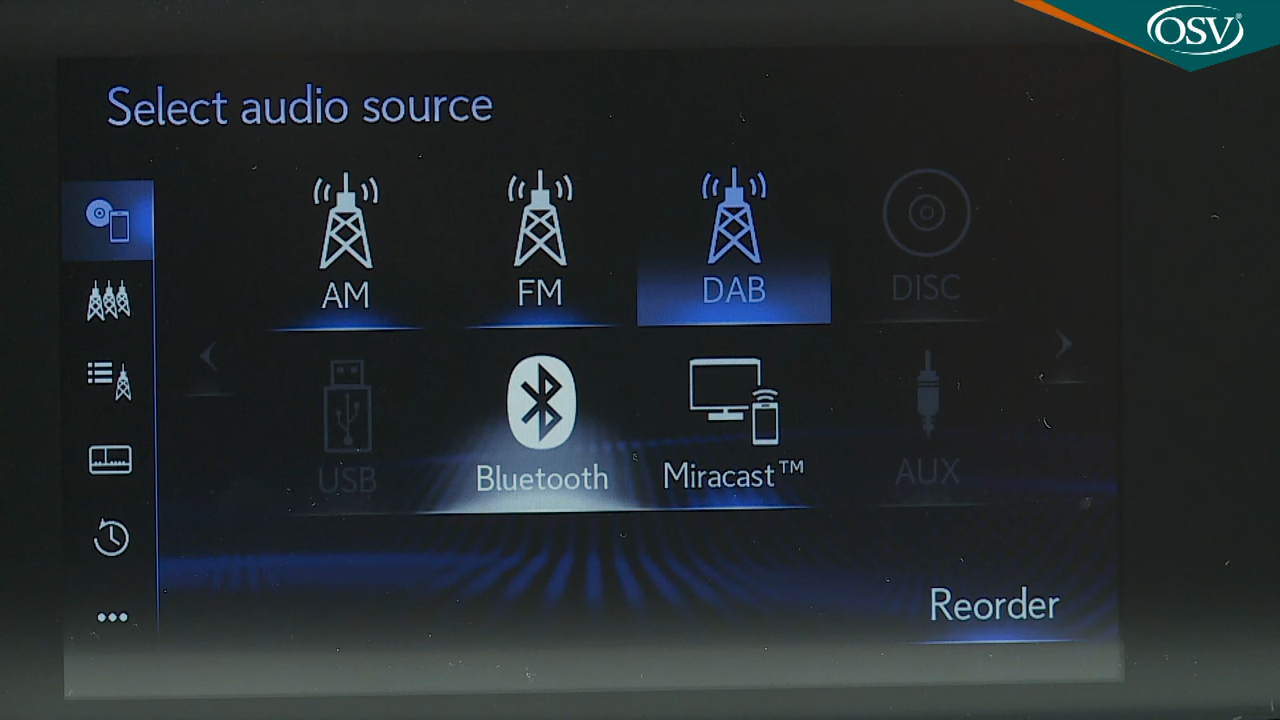 OSV®
Select audio source
AM
FM
DAB
DISC
USB
Bluetooth
Miracast™
AUX
Reorder